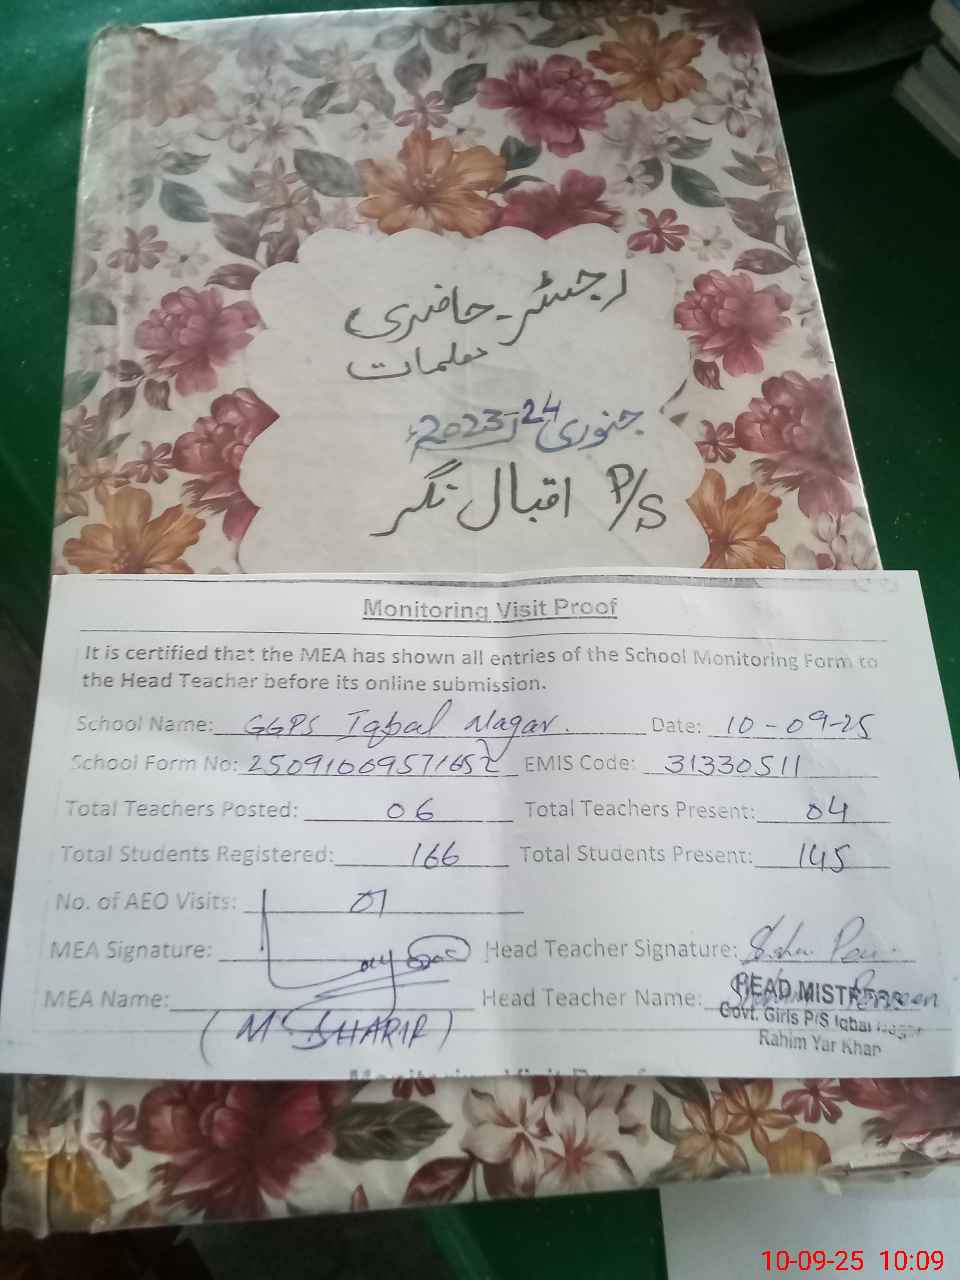 رجسٹر حاضری
معلمات
جنوری 24-2023ء
P/S اقبال نگر
Monitoring Visit Proof
It is certified that the MEA has shown all entries of the School Monitoring Form to
the Head Teacher before its online submission.
School Name: GGPS Iqbal Nagar. Date: 10-09-25
School Form No: EMIS Code: 31330511
Total Teachers Posted: 06 Total Teachers Present: 04
Total Students Registered: 166 Total Students Present: 145
No. of AEO Visits: 01
MEA Signature: Head Teacher Signature:
MEA Name: Head Teacher Name:
HEAD MISTRESS
Govt. Girls P/S Iqbal Nagar
Rahim Yar Khan
10-09-25 10:09